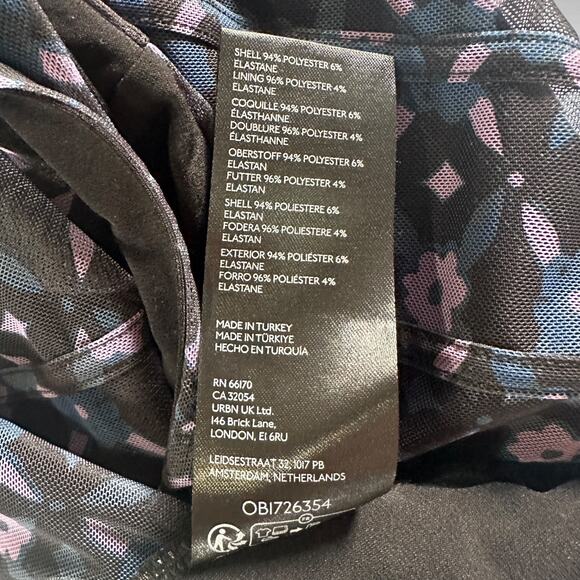 SHELL 94% POLYESTER 6%
ELASTANE
LINING 96% POLYESTER 4%
ELASTANE
COQUILLE 94% POLYESTER 6%
ÉLASTHANNE
DOUBLURE 96% POLYESTER 4%
ÉLASTHANNE
OBERSTOFF 94% POLYESTER 6%
ELASTAN
FUTTER 96% POLYESTER 4%
ELASTAN
SHELL 94% POLIESTERE 6%
ELASTAN
FODERA 96% POLIESTERE 4%
ELASTAN
EXTERIOR 94% POLIÉSTER 6%
ELASTANE
FORRO 96% POLIÉSTER 4%
ELASTANE
MADE IN TURKEY
MADE IN TÜRKIYE
HECHO EN TURQUÍA
RN 66170
CA 32054
URBN UK Ltd.
146 Brick Lane,
LONDON, E1 6RU
LEIDSESTRAAT 32, 1017 PB
AMSTERDAM, NETHERLANDS
OB1726354